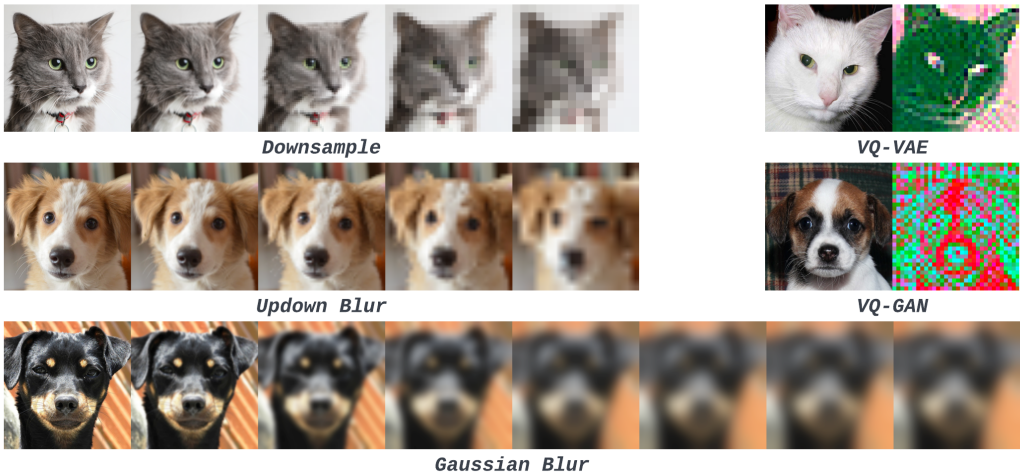 Downsample
VQ-VAE
Updown Blur
VQ-GAN
Gaussian Blur